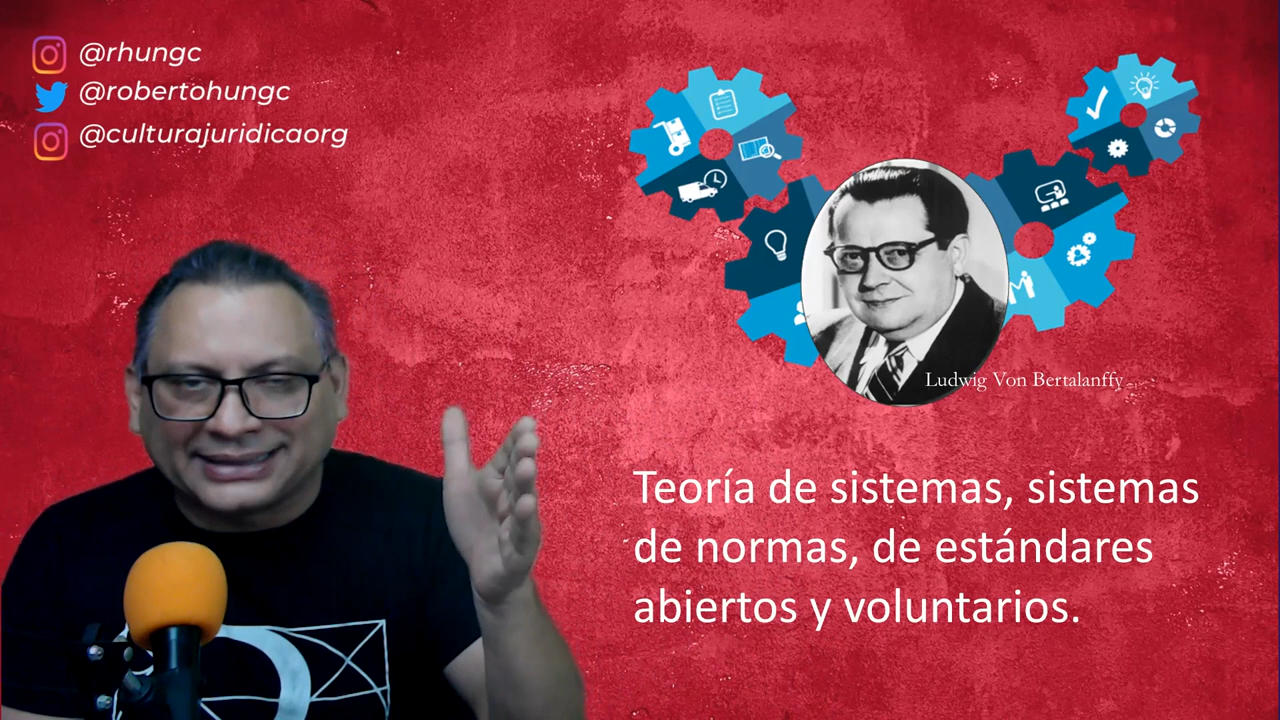 @rhungc
@robertohungc
@culturajuridicaorg
Ludwig Von Bertalanffy
Teoría de sistemas, sistemas
de normas, de estándares
abiertos y voluntarios.